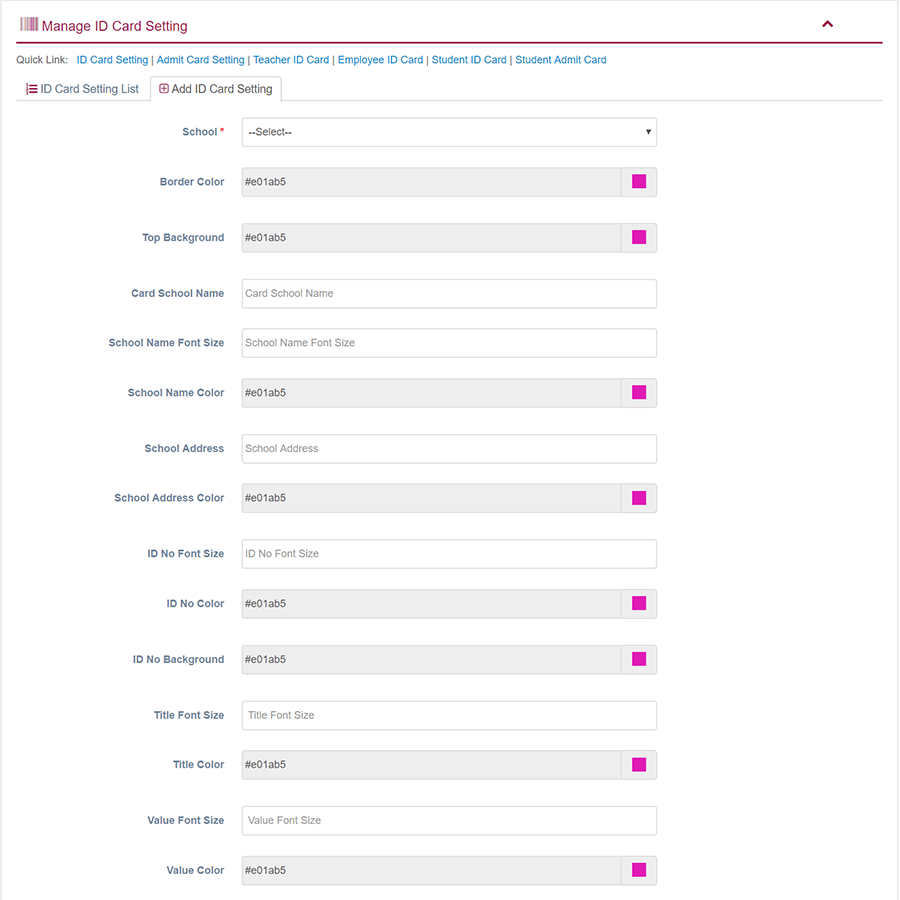 Manage ID Card Setting
Quick Link: ID Card Setting | Admit Card Setting | Teacher ID Card | Employee ID Card | Student ID Card | Student Admit Card
ID Card Setting List Add ID Card Setting
School * --Select--
Border Color #e01ab5
Top Background #e01ab5
Card School Name Card School Name
School Name Font Size School Name Font Size
School Name Color #e01ab5
School Address School Address
School Address Color #e01ab5
ID No Font Size ID No Font Size
ID No Color #e01ab5
ID No Background #e01ab5
Title Font Size Title Font Size
Title Color #e01ab5
Value Font Size Value Font Size
Value Color #e01ab5